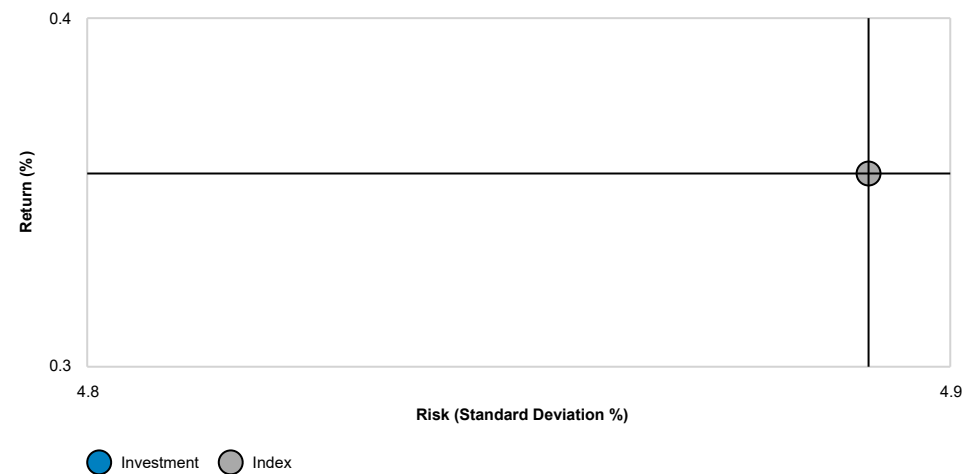 0.4
Return (%)
0.3
4.8
4.9
Risk (Standard Deviation %)
Investment
Index